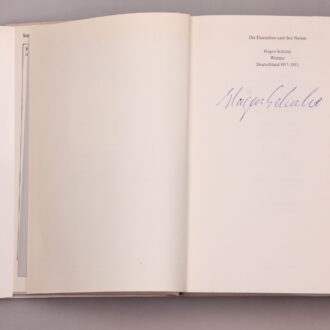 Die Deutschen und ihre Nation
Hagen Schulze
Weimar
Deutschland 1917-1933
Hagen Schulze